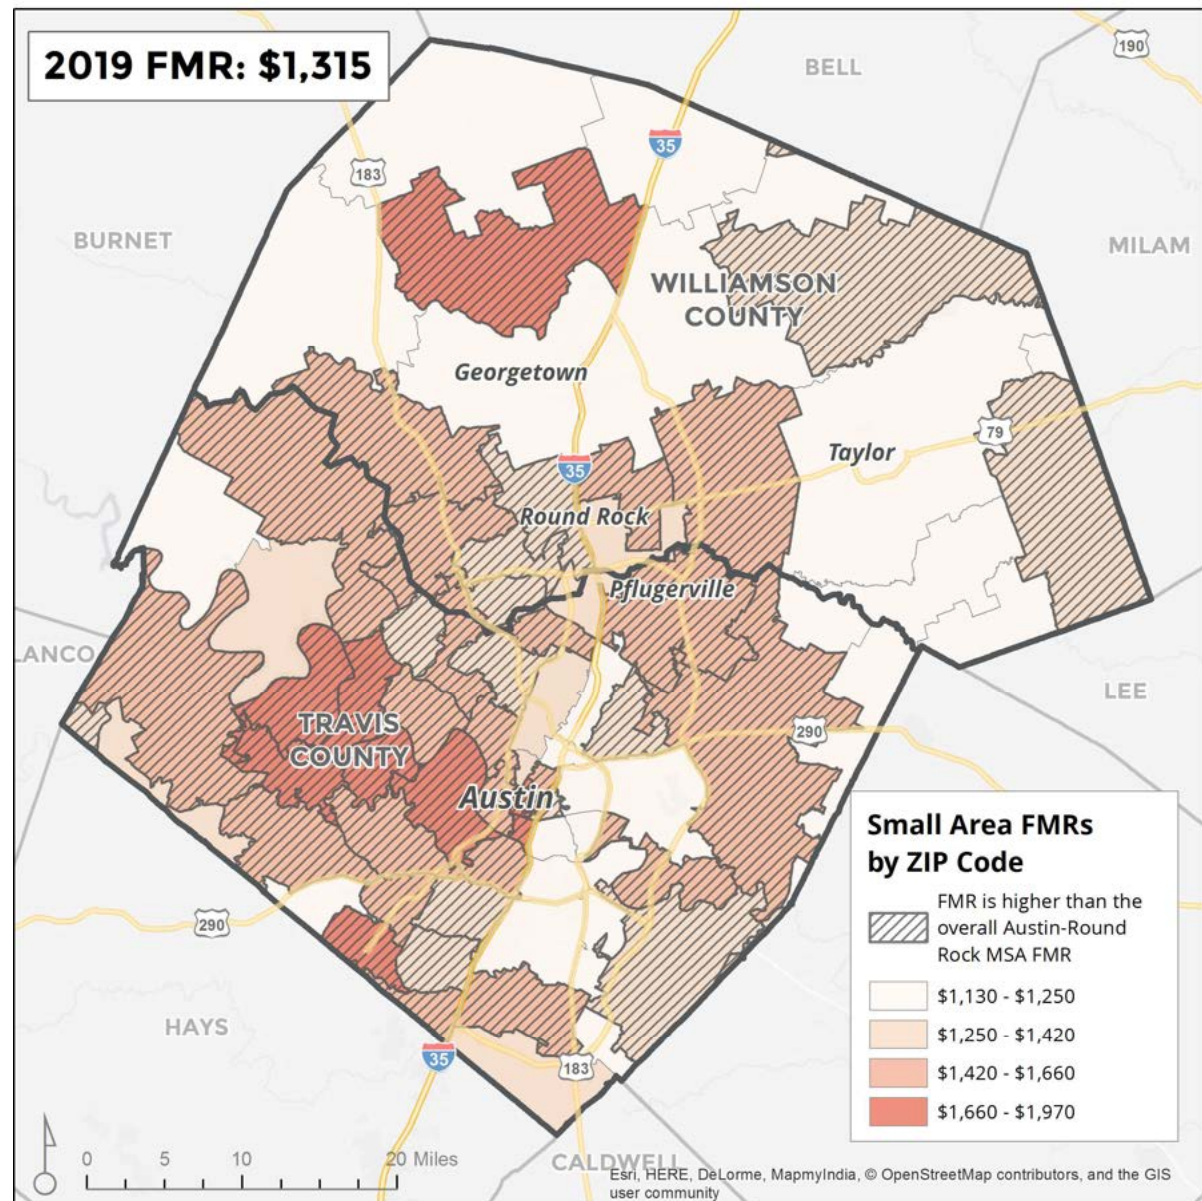 2019 FMR: $1,315
BELL
190
35
183
BURNET
MILAM
WILLIAMSON
COUNTY
Georgetown
79
Taylor
35
Round Rock
Pflugerville
LANCO
LEE
TRAVIS
COUNTY
290
Austin
Small Area FMRs
by ZIP Code
FMR is higher than the
overall Austin-Round
Rock MSA FMR
$1,130 - $1,250
$1,250 - $1,420
$1,420 - $1,660
$1,660 - $1,970
290
HAYS
35
183
0 5 10 20 Miles
CALDWELL
Esri, HERE, DeLorme, MapmyIndia, © OpenStreetMap contributors, and the GIS
user community